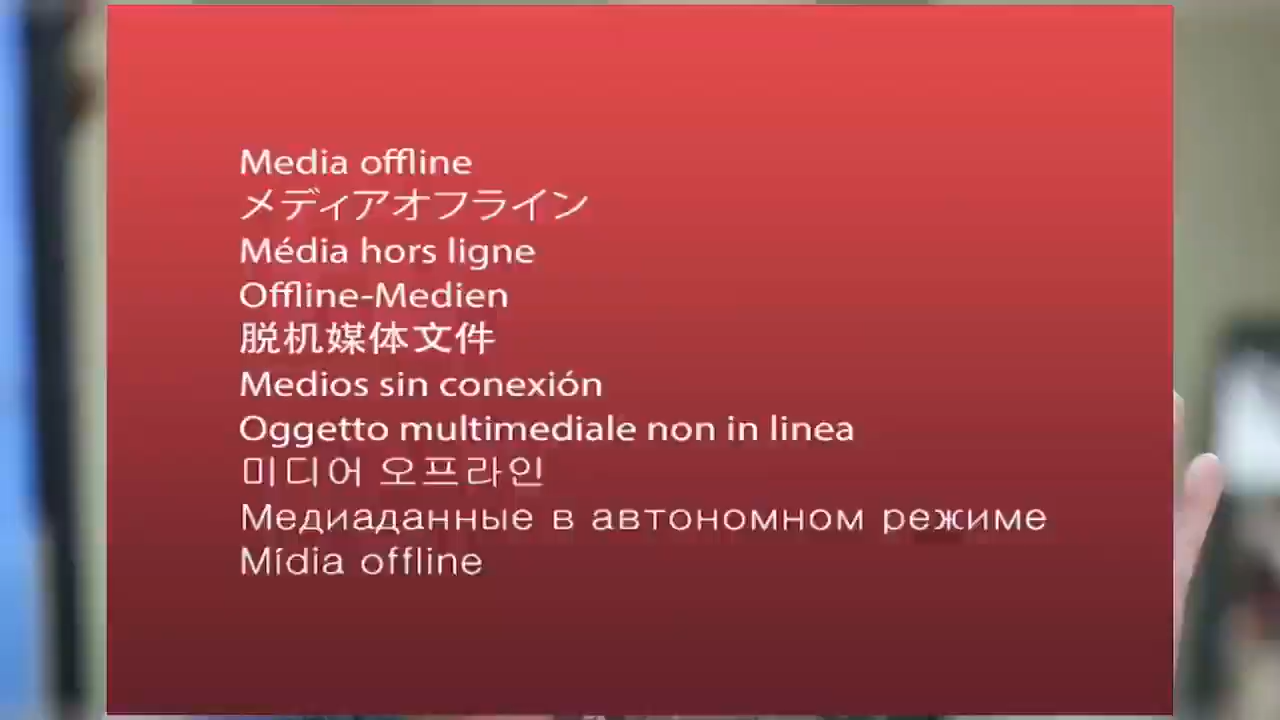 Media offline
メディアオフライン
Média hors ligne
Offline-Medien
脱机媒体文件
Medios sin conexión
Oggetto multimediale non in linea
미디어 오프라인
Медиаданные в автономном режиме
Mídia offline